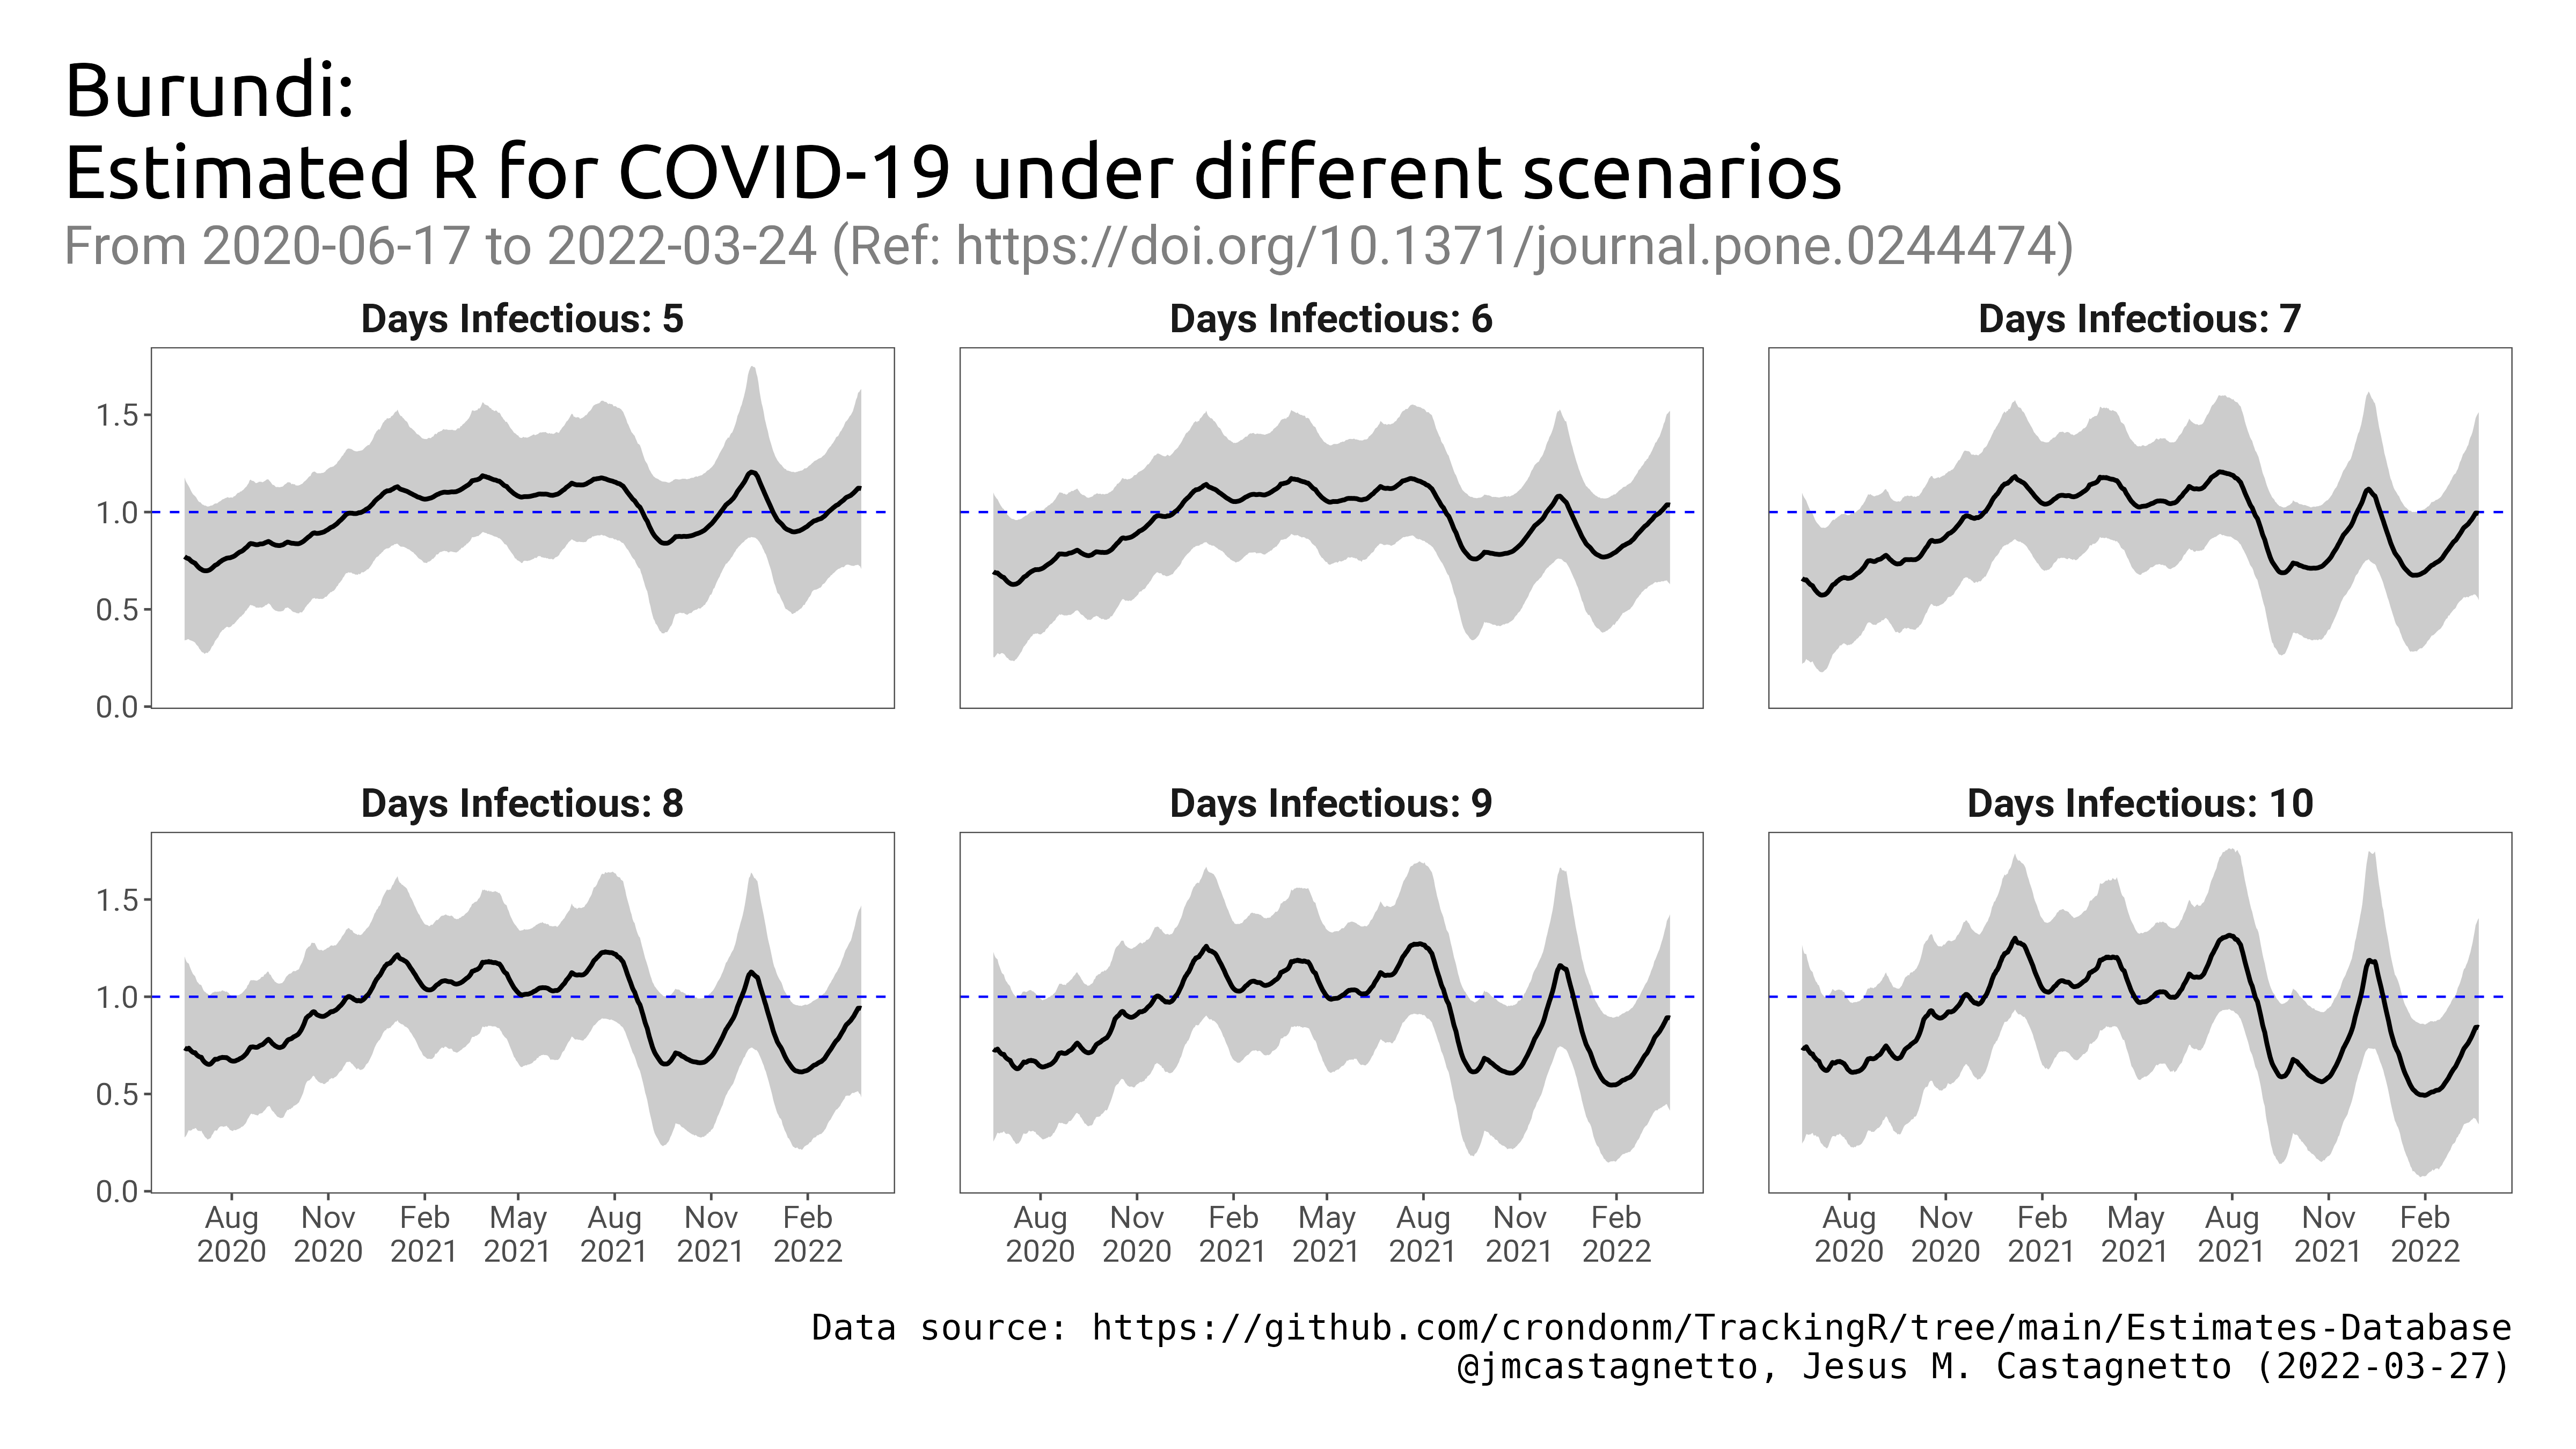 Burundi:
Estimated R for COVID-19 under different scenarios
From 2020-06-17 to 2022-03-24 (Ref: https://doi.org/10.1371/journal.pone.0244474)
Days Infectious: 5
Days Infectious: 6
Days Infectious: 7
1.5
1.0
0.5
0.0
Days Infectious: 8
Days Infectious: 9
Days Infectious: 10
1.5
1.0
0.5
0.0
Aug Nov Feb May Aug Nov Feb
2020 2020 2021 2021 2021 2021 2022
Aug Nov Feb May Aug Nov Feb
2020 2020 2021 2021 2021 2021 2022
Aug Nov Feb May Aug Nov Feb
2020 2020 2021 2021 2021 2021 2022
Data source: https://github.com/crondonm/TrackingR/tree/main/Estimates-Database
@jmcastagnetto, Jesus M. Castagnetto (2022-03-27)